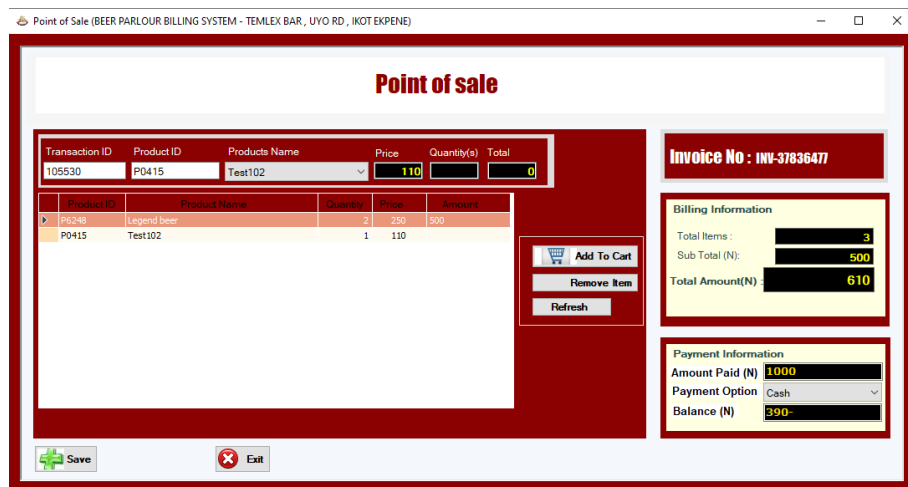 Point of Sale (BEER PARLOUR BILLING SYSTEM - TEMLEX BAR , UYO RD , IKOT EKPENE)
Point of sale
Transaction ID Product ID Products Name Price Quantity(s) Total
105530 P0415 Test102 110 0
Invoice No : INV-37836477
Product ID Product Name Quantity Price Amount
P6248 Legend beer 2 250 500
P0415 Test102 1 110
Add To Cart
Remove Item
Refresh
Billing Information
Total Items : 3
Sub Total (N): 500
Total Amount(N) : 610
Payment Information
Amount Paid (N) 1000
Payment Option Cash
Balance (N) 390-
Save Exit